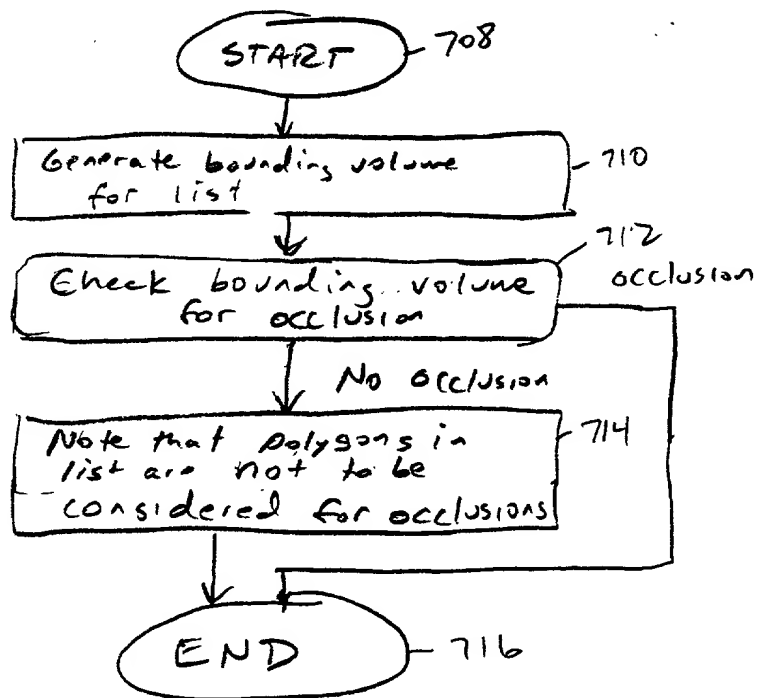 START
708
Generate bounding volume
for list
710
712
Check bounding volume
for occlusion
occlusion
No occlusion
Note that polygons in
list are not to be
considered for occlusions
714
END
716